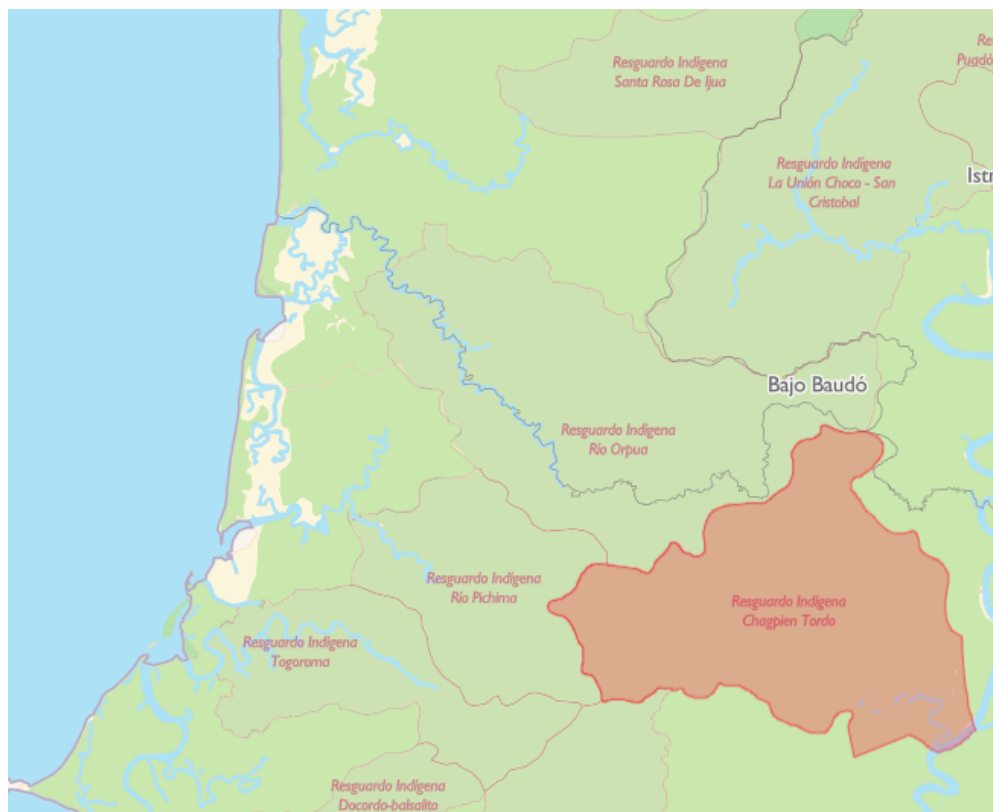 Resguardo Indígena
Santa Rosa De Ijua
Resguardo Indígena
La Unión Choco - San
Cristobal
Bajo Baudó
Resguardo Indígena
Río Orpua
Resguardo Indígena
Río Pichima
Resguardo Indígena
Chagpien Tordo
Resguardo Indígena
Togoroma
Resguardo Indígena
Docordo-balsalito